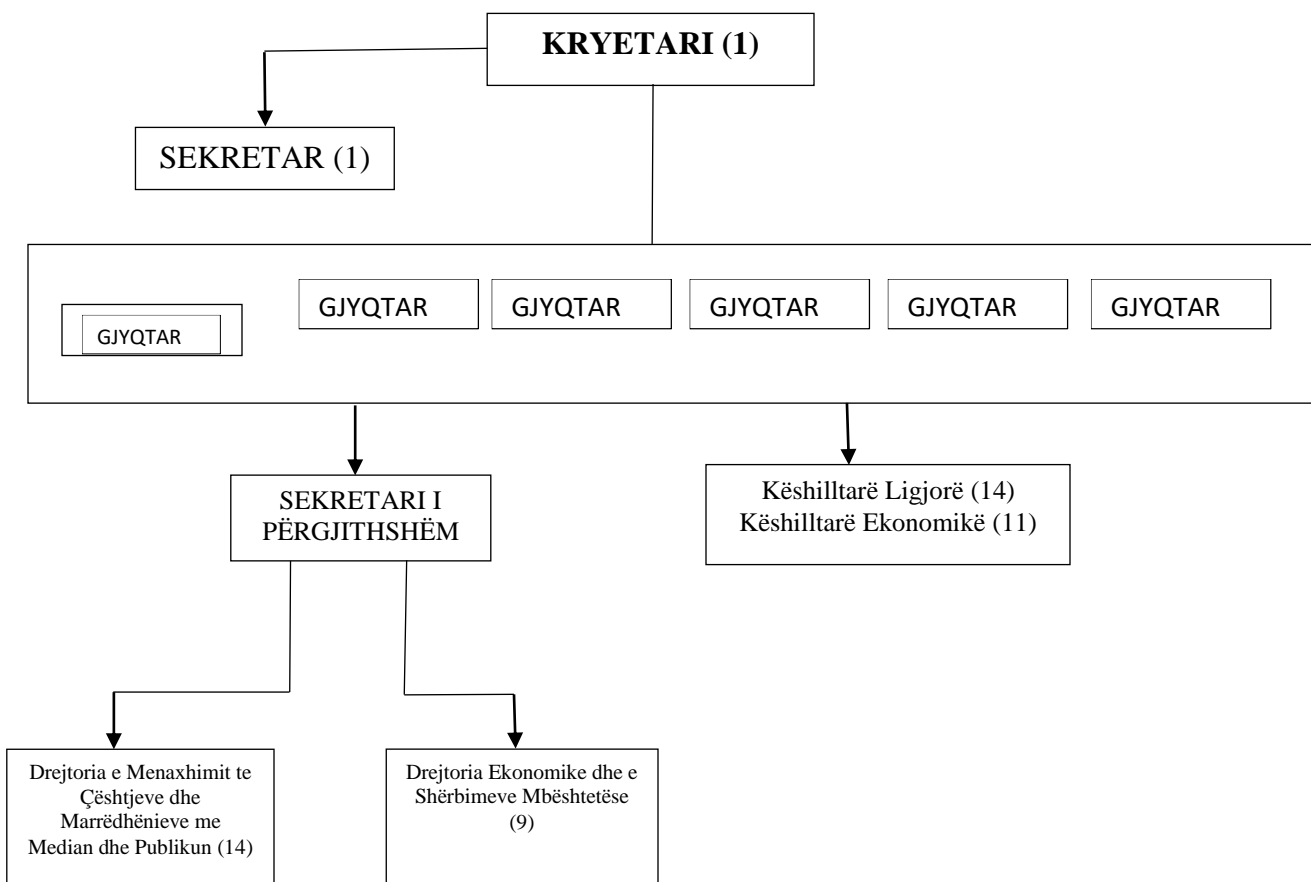 KRYETARI (1)
SEKRETAR (1)
GJYQTAR
GJYQTAR
GJYQTAR
GJYQTAR
GJYQTAR
GJYQTAR
SEKRETARI I
PËRGJITHSHËM
Këshilltarë Ligjorë (14)
Këshilltarë Ekonomikë (11)
Drejtoria e Menaxhimit te
Çështjeve dhe
Marrëdhënieve me
Median dhe Publikun (14)
Drejtoria Ekonomike dhe e
Shërbimeve Mbështetëse
(9)